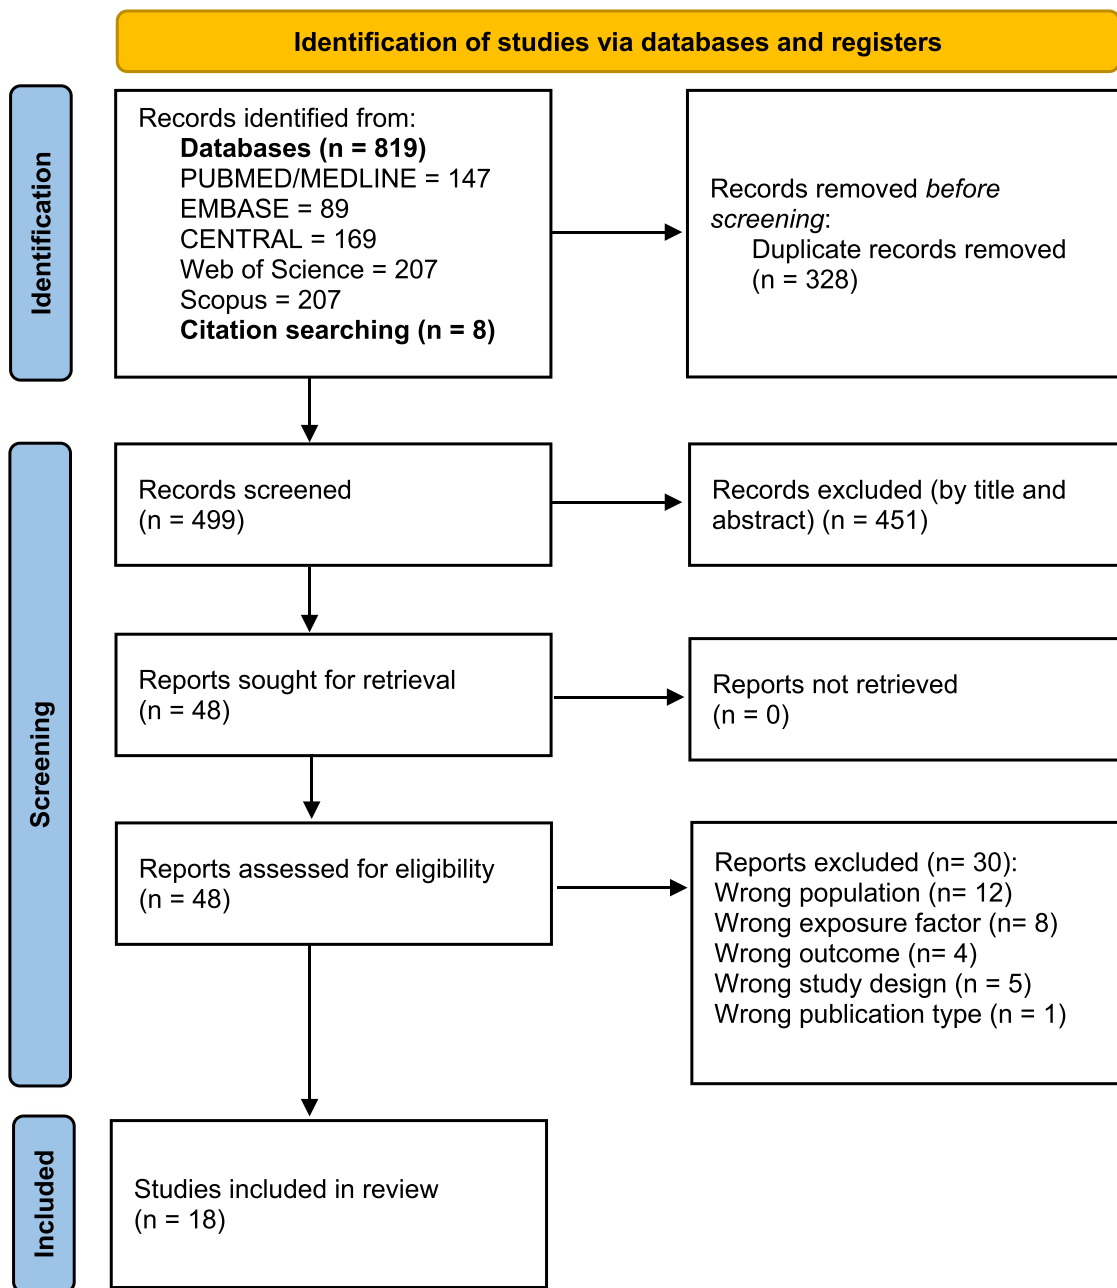 Identification of studies via databases and registers
Identification
Records identified from:
Databases (n = 819)
PUBMED/MEDLINE = 147
EMBASE = 89
CENTRAL = 169
Web of Science = 207
Scopus = 207
Citation searching (n = 8)
Records removed before
screening:
Duplicate records removed
(n = 328)
Screening
Records screened
(n = 499)
Records excluded (by title and
abstract) (n = 451)
Reports sought for retrieval
(n = 48)
Reports not retrieved
(n = 0)
Reports assessed for eligibility
(n = 48)
Reports excluded (n= 30):
Wrong population (n= 12)
Wrong exposure factor (n= 8)
Wrong outcome (n= 4)
Wrong study design (n = 5)
Wrong publication type (n = 1)
Included
Studies included in review
(n = 18)